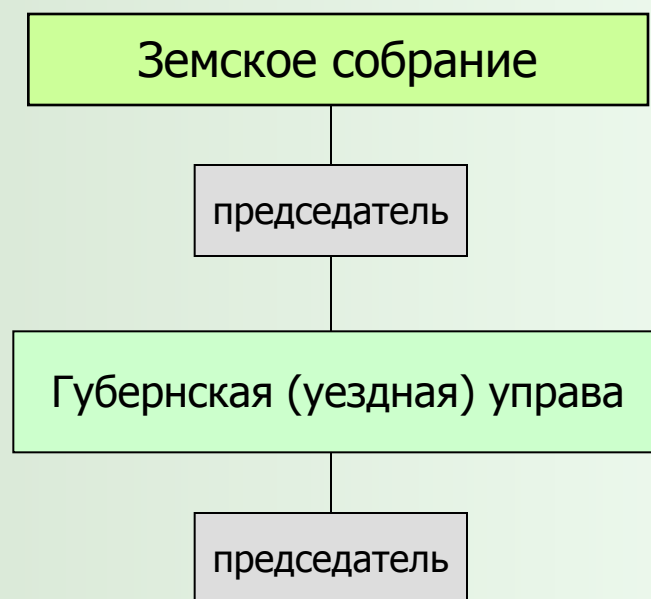 Земское собрание
председатель
Губернская (уездная) управа
председатель